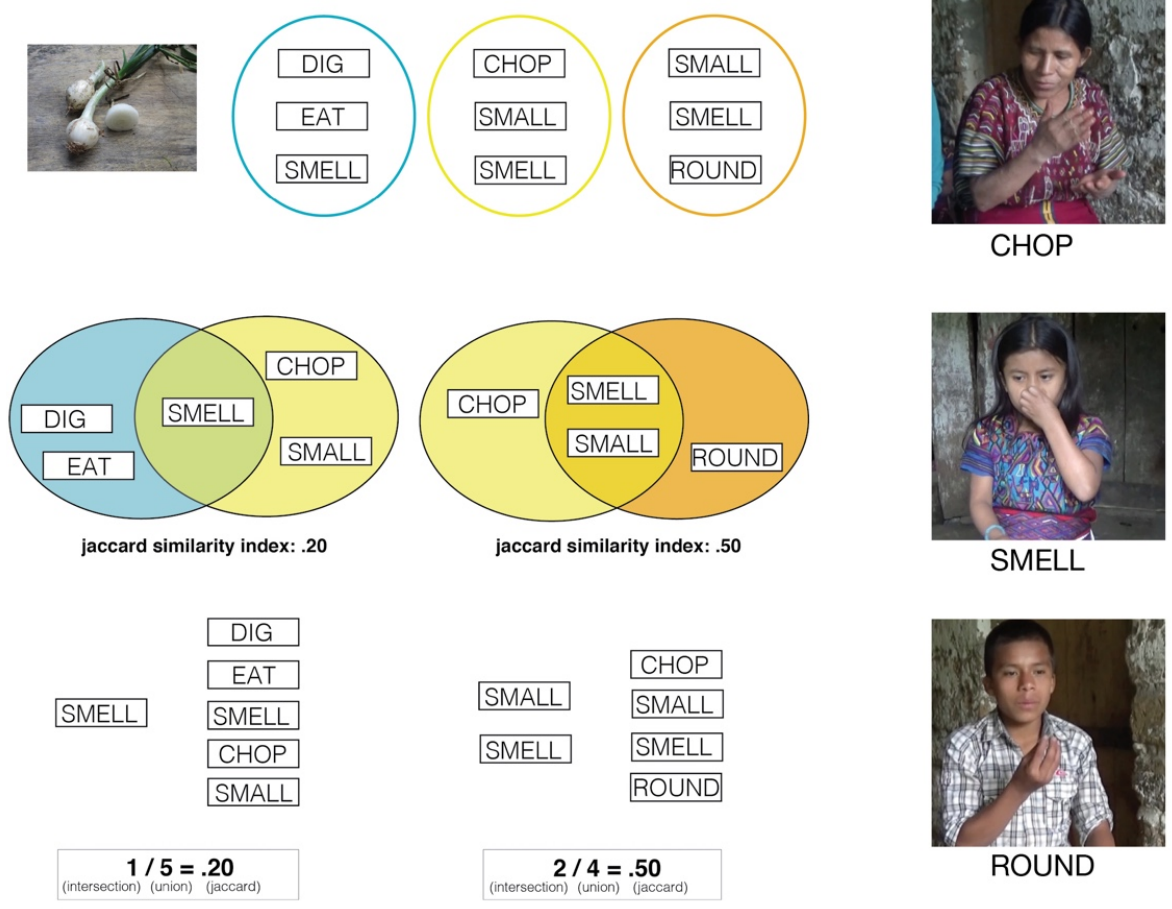 DIG
EAT
SMELL
CHOP
SMALL
SMELL
SMALL
SMELL
ROUND
CHOP
DIG
EAT
SMELL
CHOP
SMALL
jaccard similarity index: .20
CHOP
SMELL
SMALL
ROUND
jaccard similarity index: .50
SMELL
SMELL
DIG
EAT
SMELL
CHOP
SMALL
1 / 5 = .20
(intersection) (union) (jaccard)
SMALL
SMELL
CHOP
SMALL
SMELL
ROUND
2 / 4 = .50
(intersection) (union) (jaccard)
ROUND